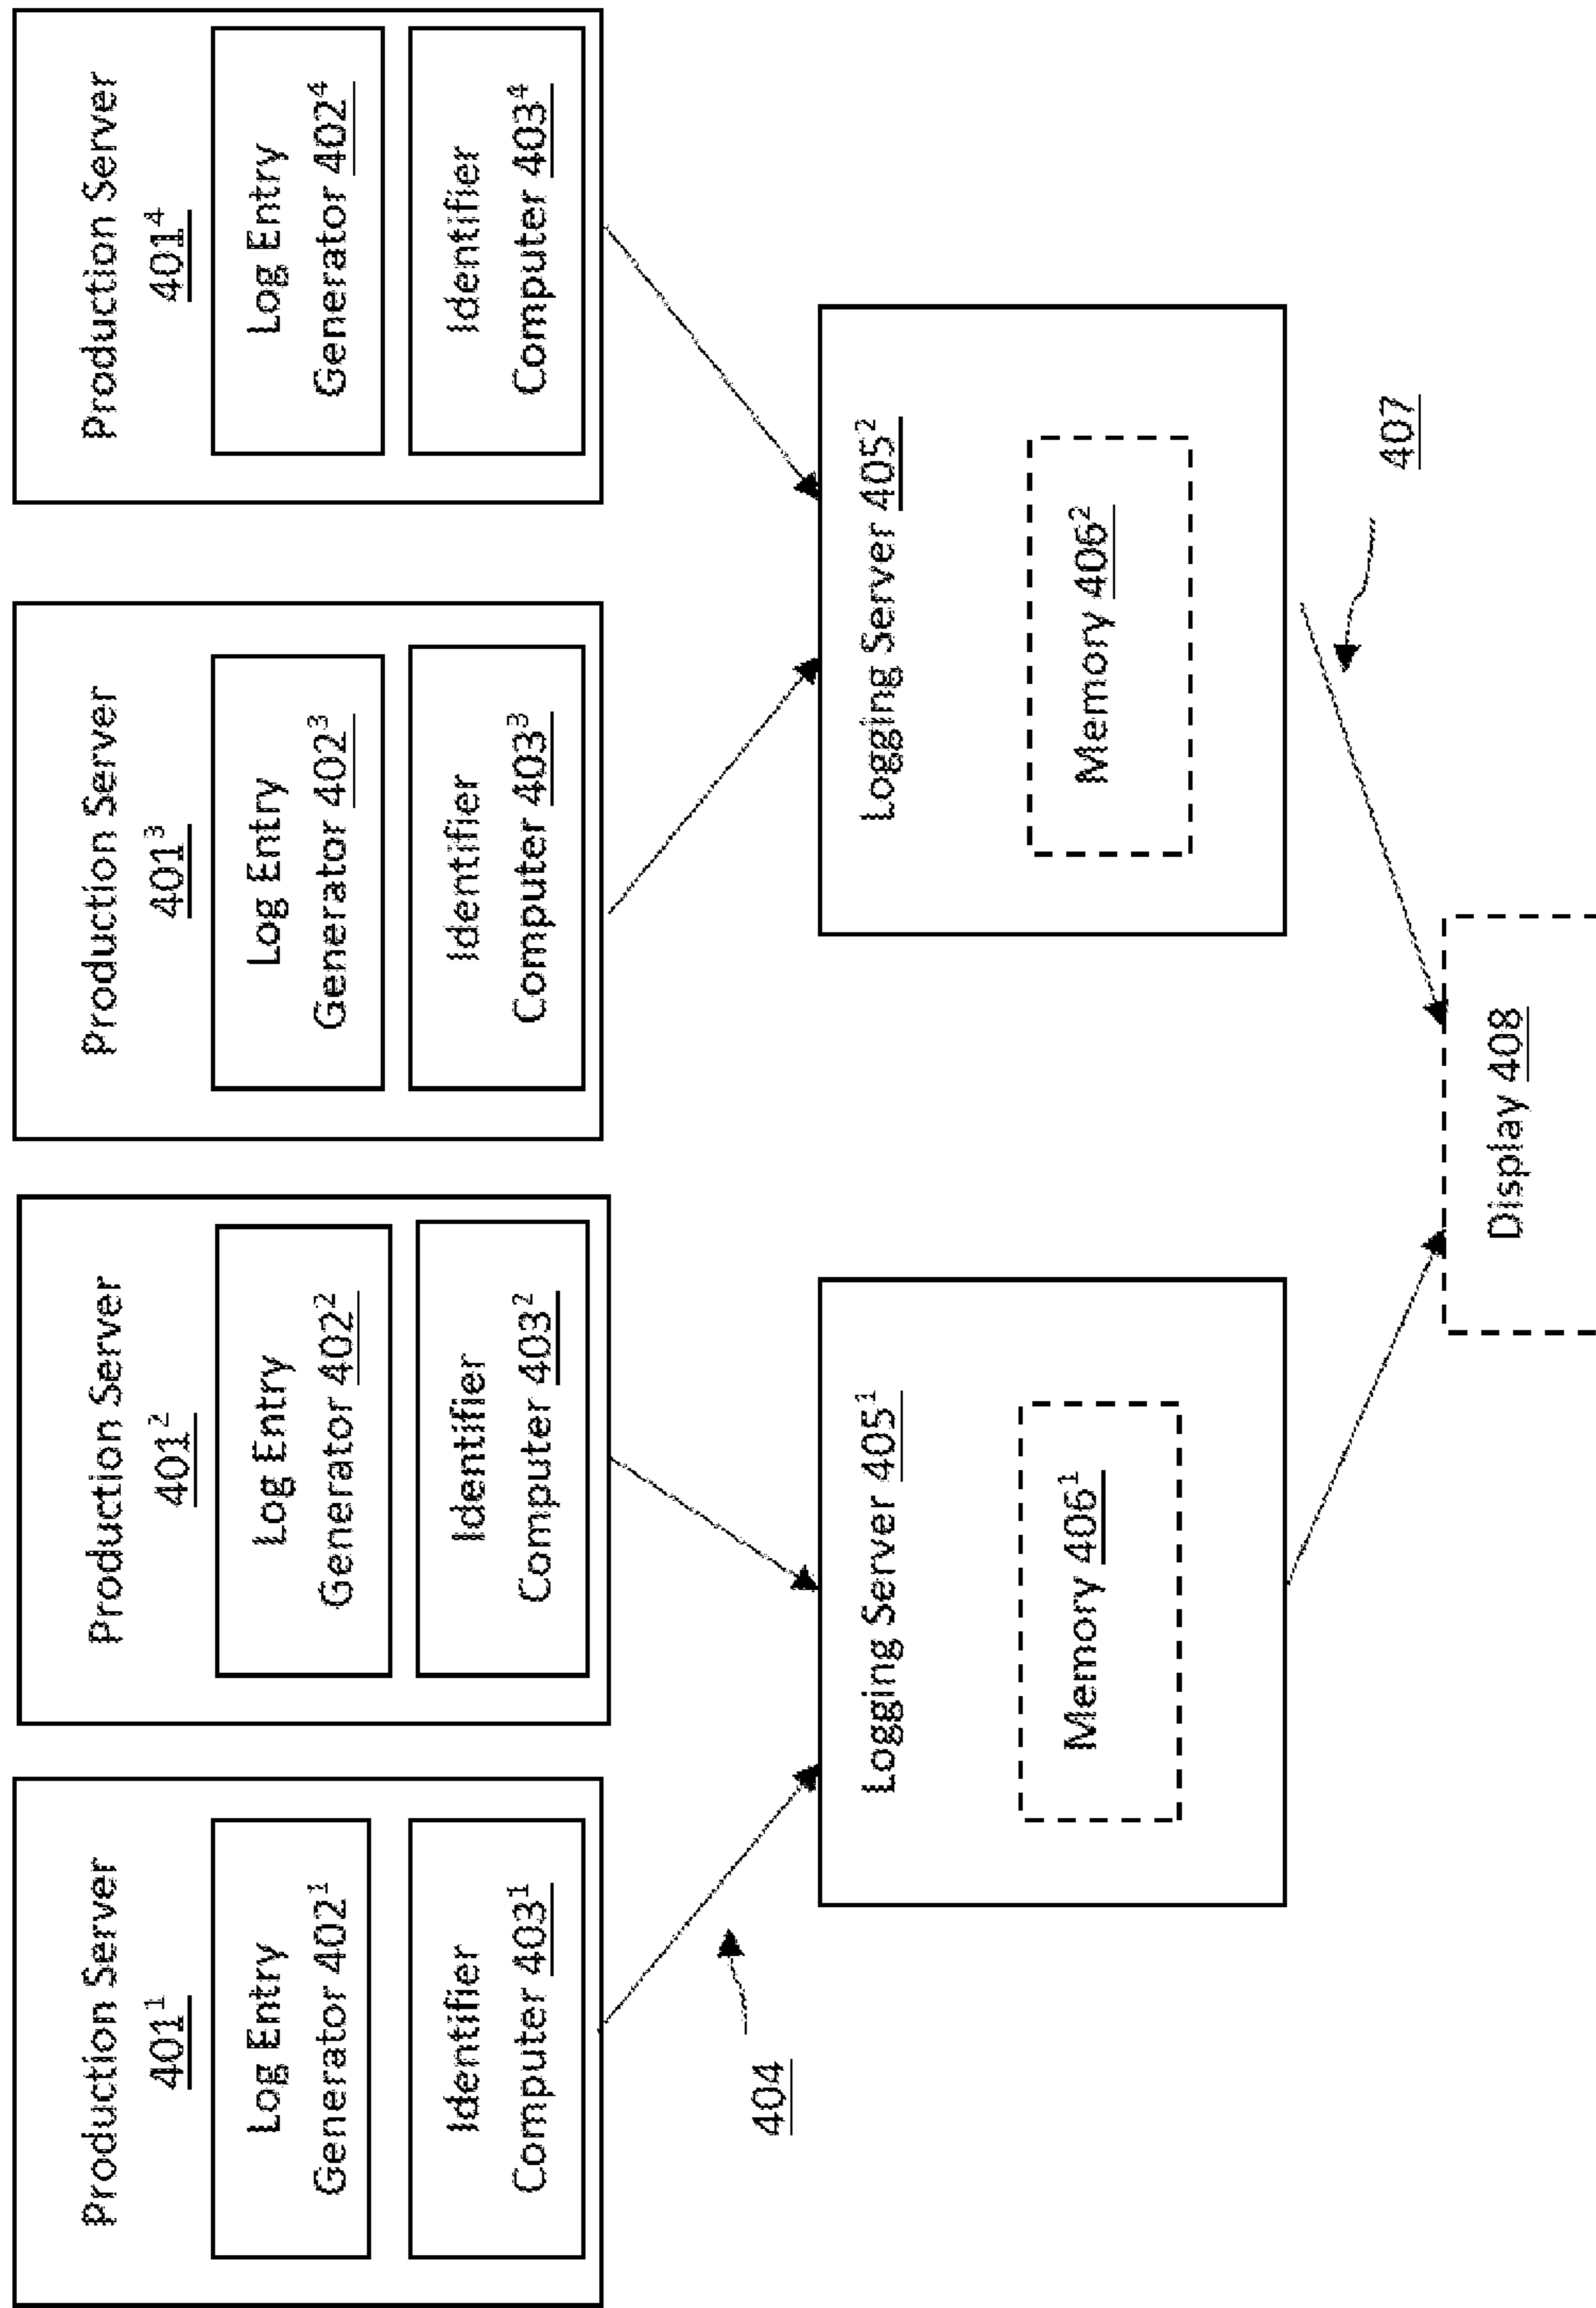 Production Server
401¹
Log Entry
Generator 402¹
Identifier
Computer 403¹
Production Server
401²
Log Entry
Generator 402²
Identifier
Computer 403²
Production Server
401³
Log Entry
Generator 402³
Identifier
Computer 403³
Production Server
401⁴
Log Entry
Generator 402⁴
Identifier
Computer 403⁴
404
Logging Server 405¹
Memory 406¹
Logging Server 405²
Memory 406²
407
Display 408